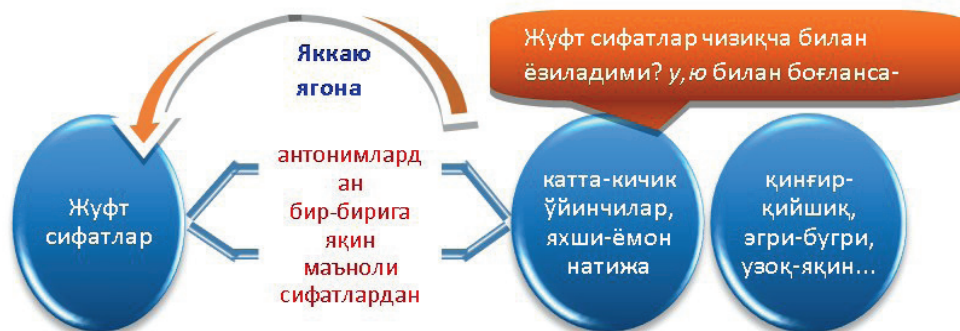 Яккаю
ягона
Жуфт сифатлар чизиқча билан
ёзиладими? у,ю билан боғланса-
Жуфт
сифатлар
антонимлард
ан
бир-бирига
яқин
маъноли
сифатлардан
катта-кичик
ўйинчилар,
яхши-ёмон
натижа
қинғир-
қийшиқ,
эгри-бугри,
узоқ-яқин...